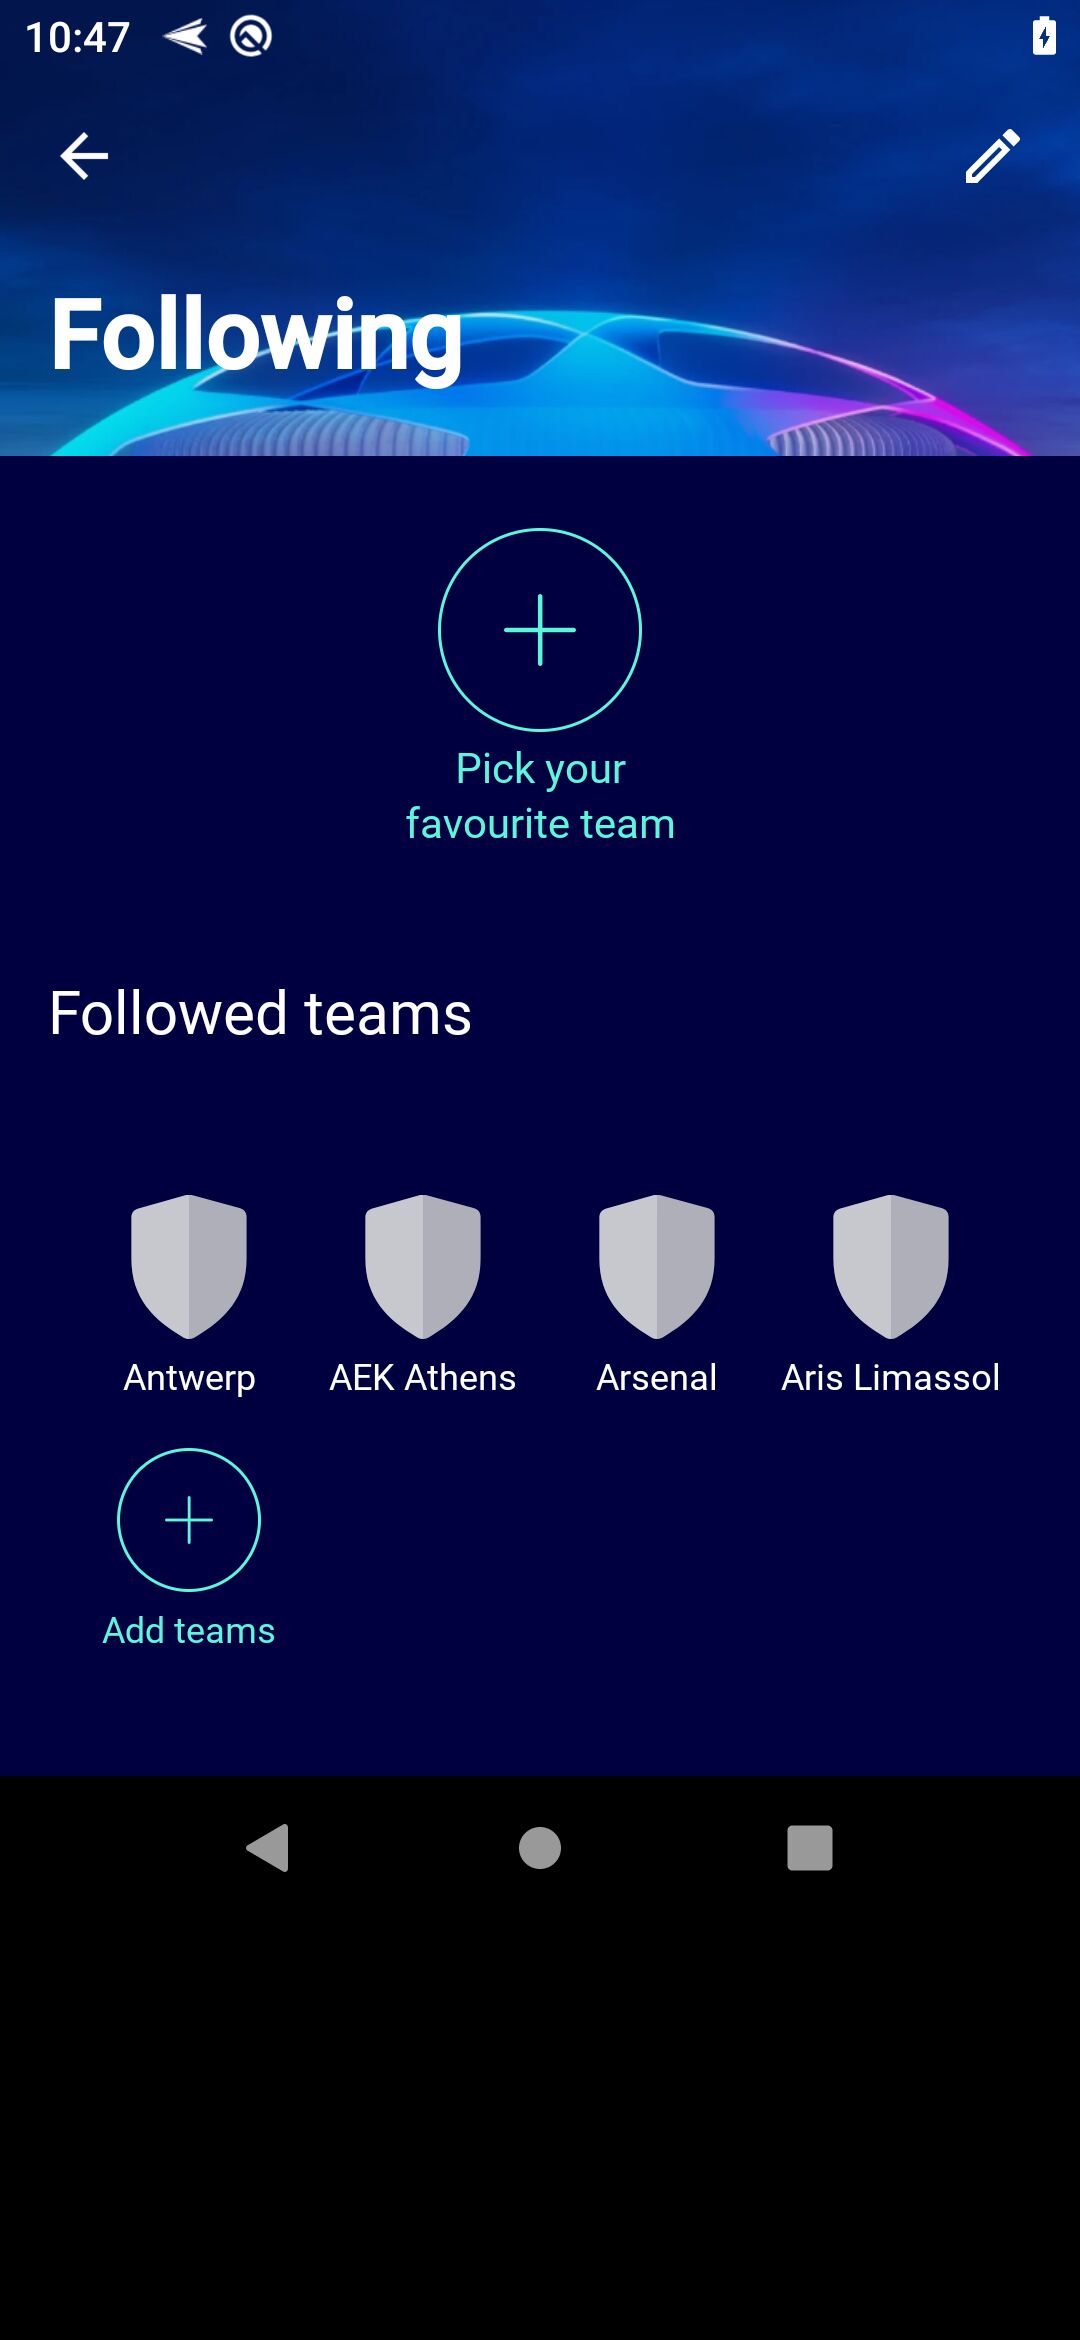 10:47
Following
Pick your
favourite team
Followed teams
Antwerp
AEK Athens
Arsenal
Aris Limassol
Add teams